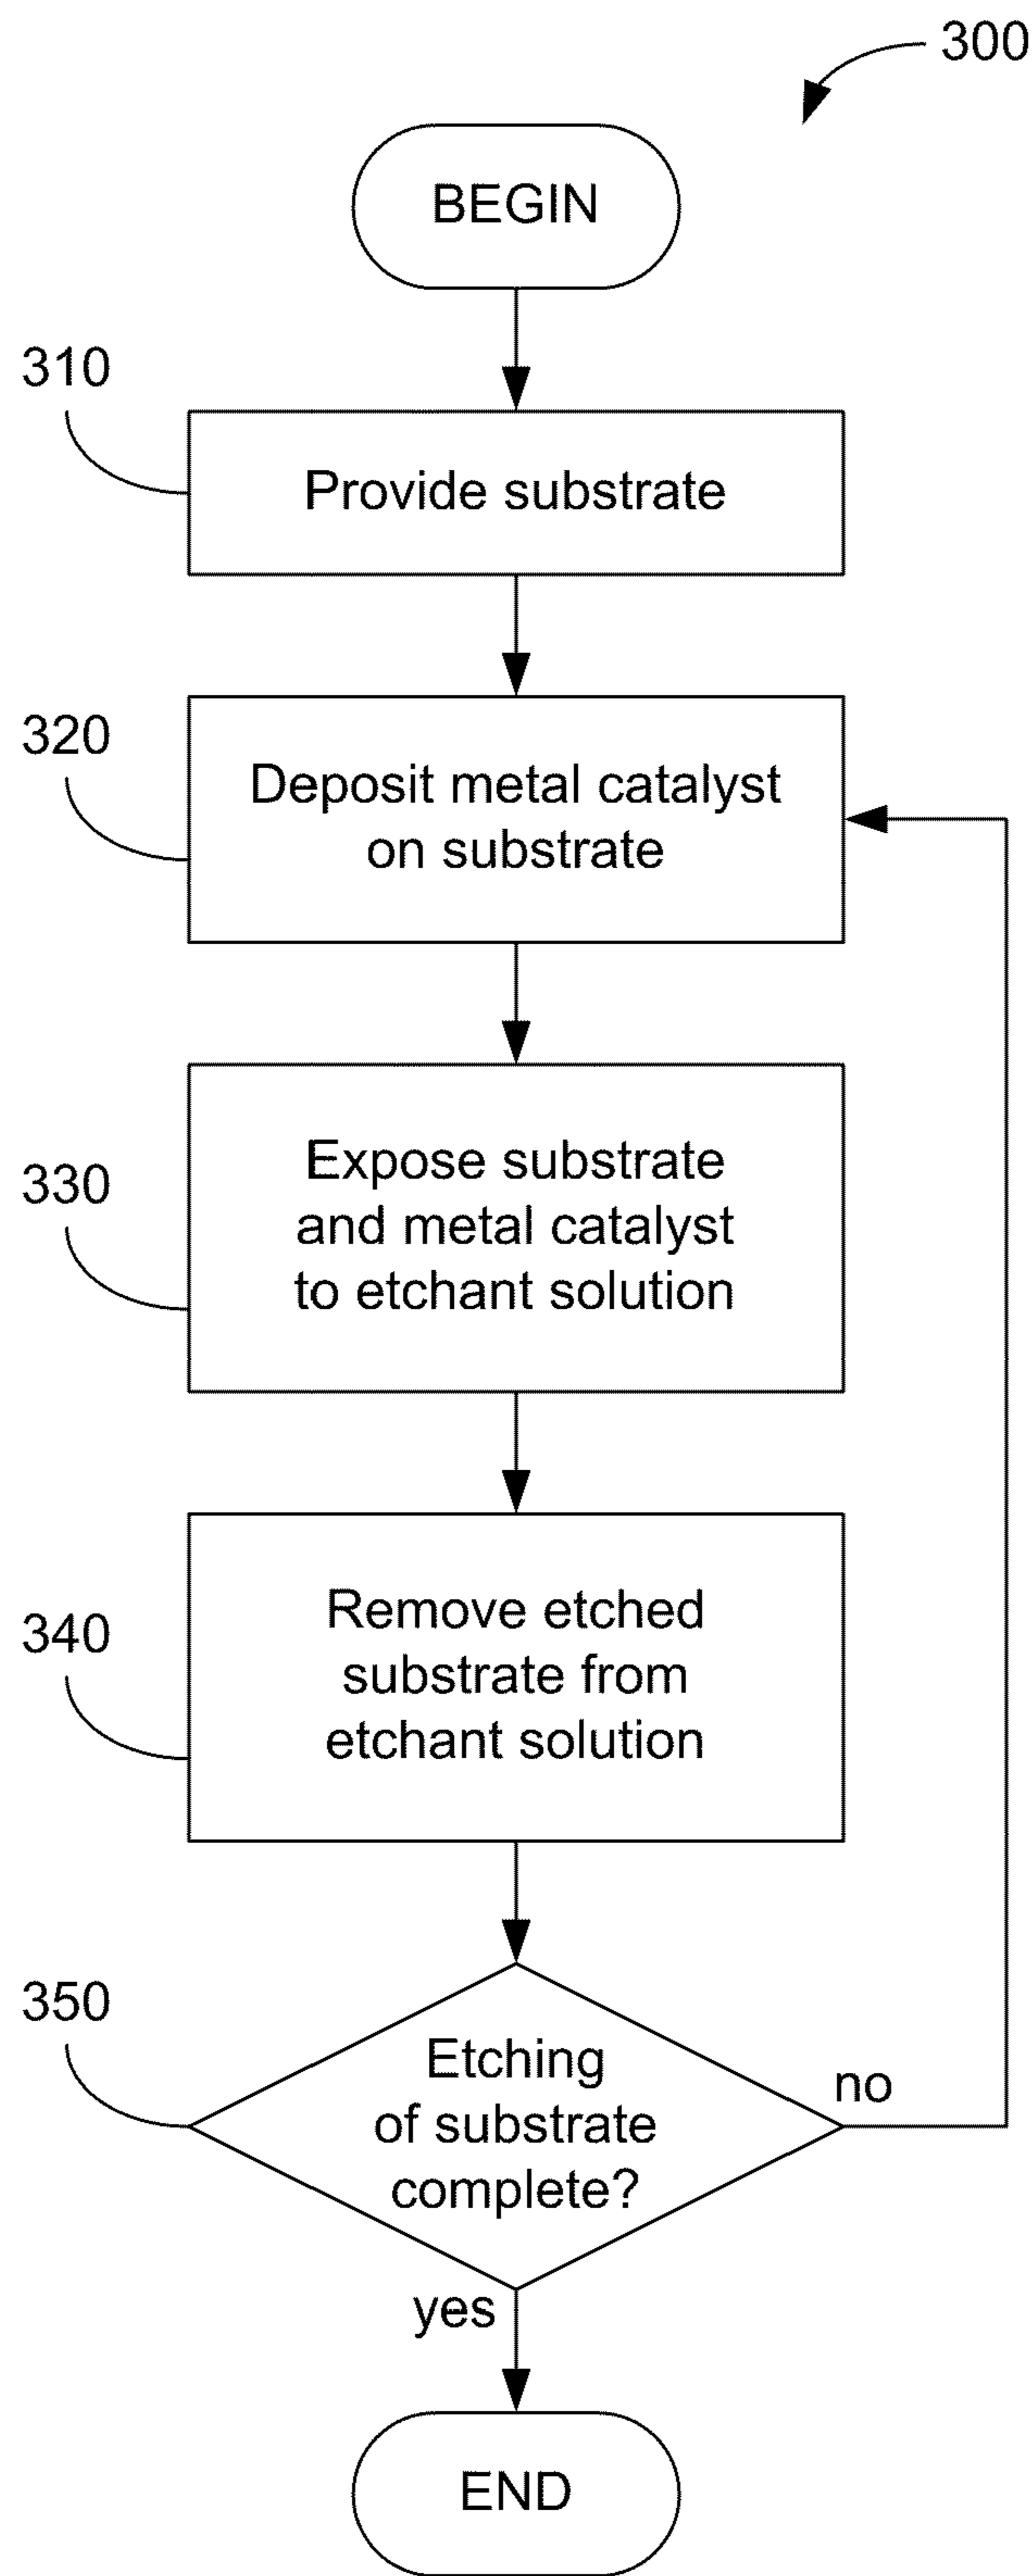 300
BEGIN
310
Provide substrate
320
Deposit metal catalyst
on substrate
330
Expose substrate
and metal catalyst
to etchant solution
340
Remove etched
substrate from
etchant solution
350
Etching
of substrate
complete?
no
yes
END